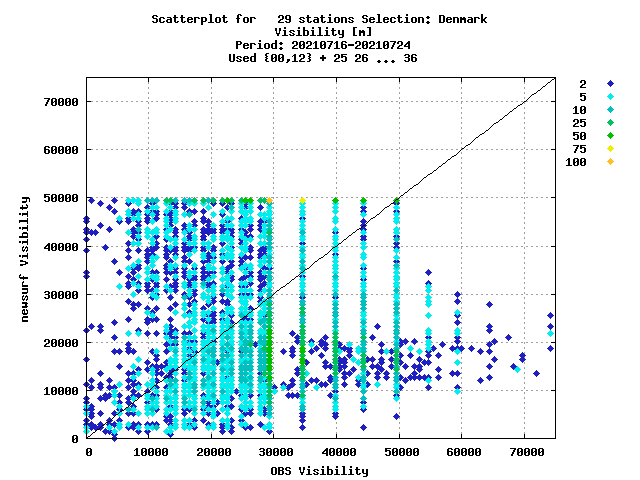 Scatterplot for   29 stations Selection: Denmark
Visibility [m]
Period: 20210716-20210724
Used {00,12} + 25 26 ... 36
2
5
10
25
50
75
100
70000
60000
50000
40000
30000
20000
10000
0
newsurf Visibility
0 10000 20000 30000 40000 50000 60000 70000
OBS Visibility